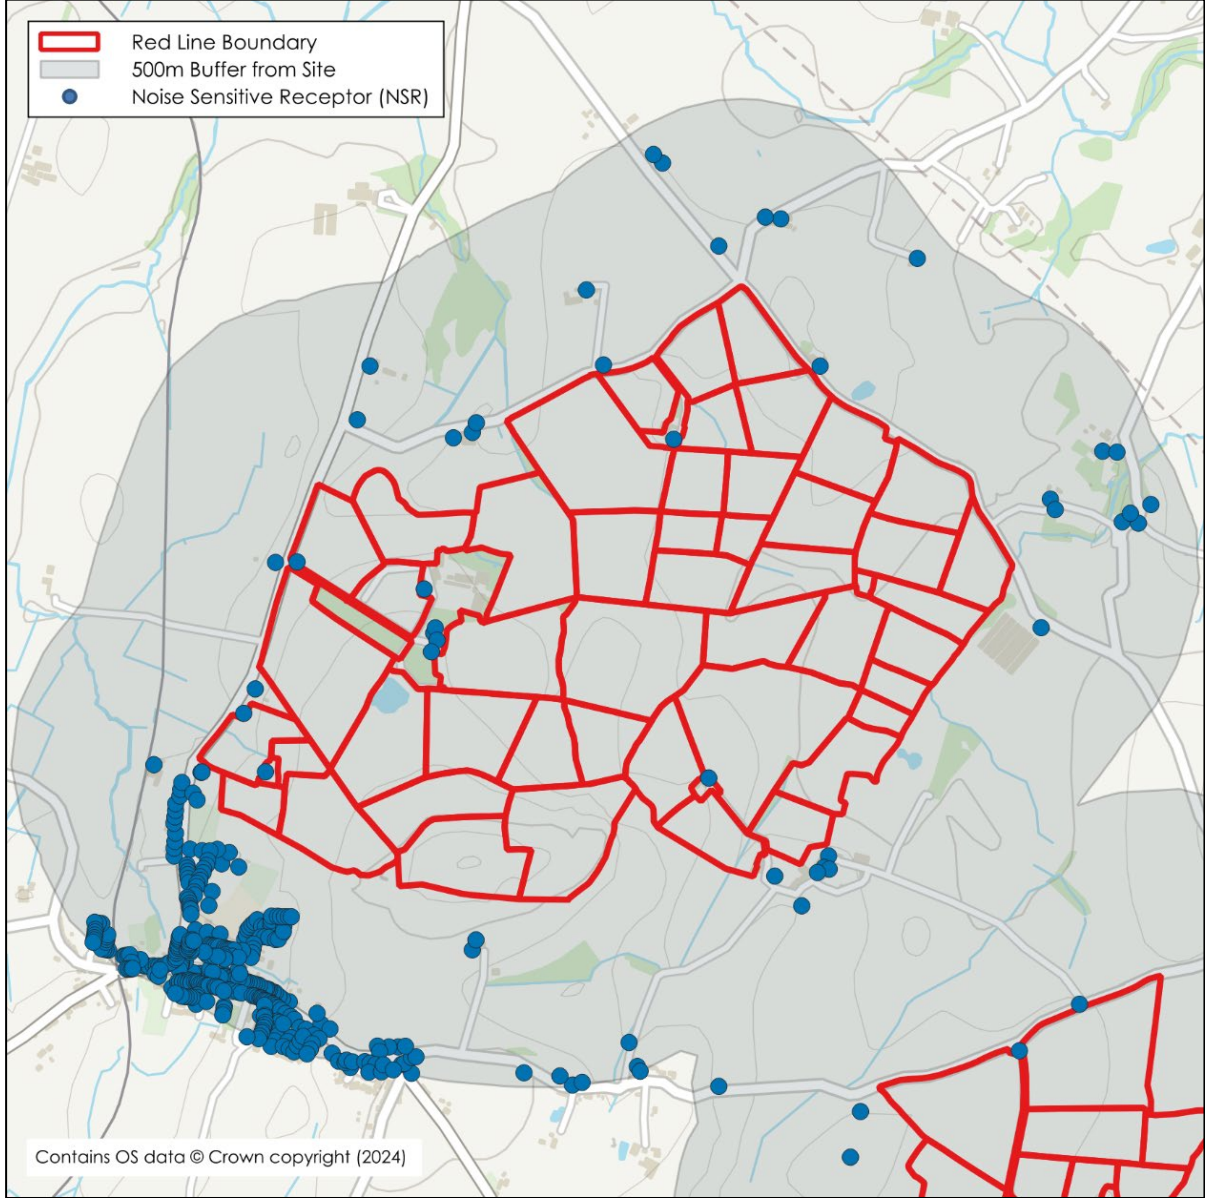 Red Line Boundary
500m Buffer from Site
Noise Sensitive Receptor (NSR)
Contains OS data © Crown copyright (2024)